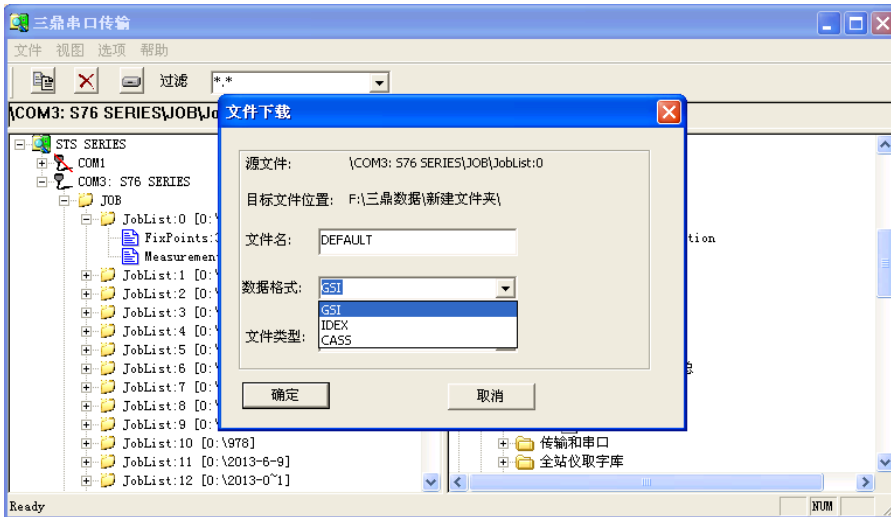 三鼎串口传输
文件 视图 选项 帮助
过滤 *.*
\COM3: S76 SERIES\JOB\Jo
文件下载
STS SERIES
COM1
COM3: S76 SERIES
JOB
JobList:0 [0:\
FixPoints:
Measuremen
JobList:1 [0:\
JobList:2 [0:\
JobList:3 [0:\
JobList:4 [0:\
JobList:5 [0:\
JobList:6 [0:\
JobList:7 [0:\
JobList:8 [0:\
JobList:9 [0:\
JobList:10 [0:\978]
JobList:11 [0:\2013-6-9]
JobList:12 [0:\2013-0~1]
源文件: \COM3: S76 SERIES\JOB\JobList:0
目标文件位置: F:\三鼎数据\新建文件夹\
文件名: DEFAULT
数据格式: GSI
GSI
IDEX
CASS
文件类型:
确定 取消
tion
传输和串口
全站仪取字库
Ready NUM